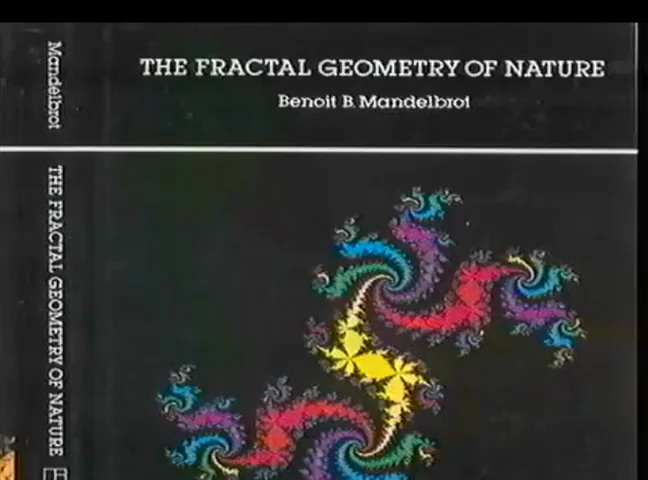 THE FRACTAL GEOMETRY OF NATURE
Benoit B. Mandelbrot
Mandelbrot
THE FRACTAL GEOMETRY OF NATURE